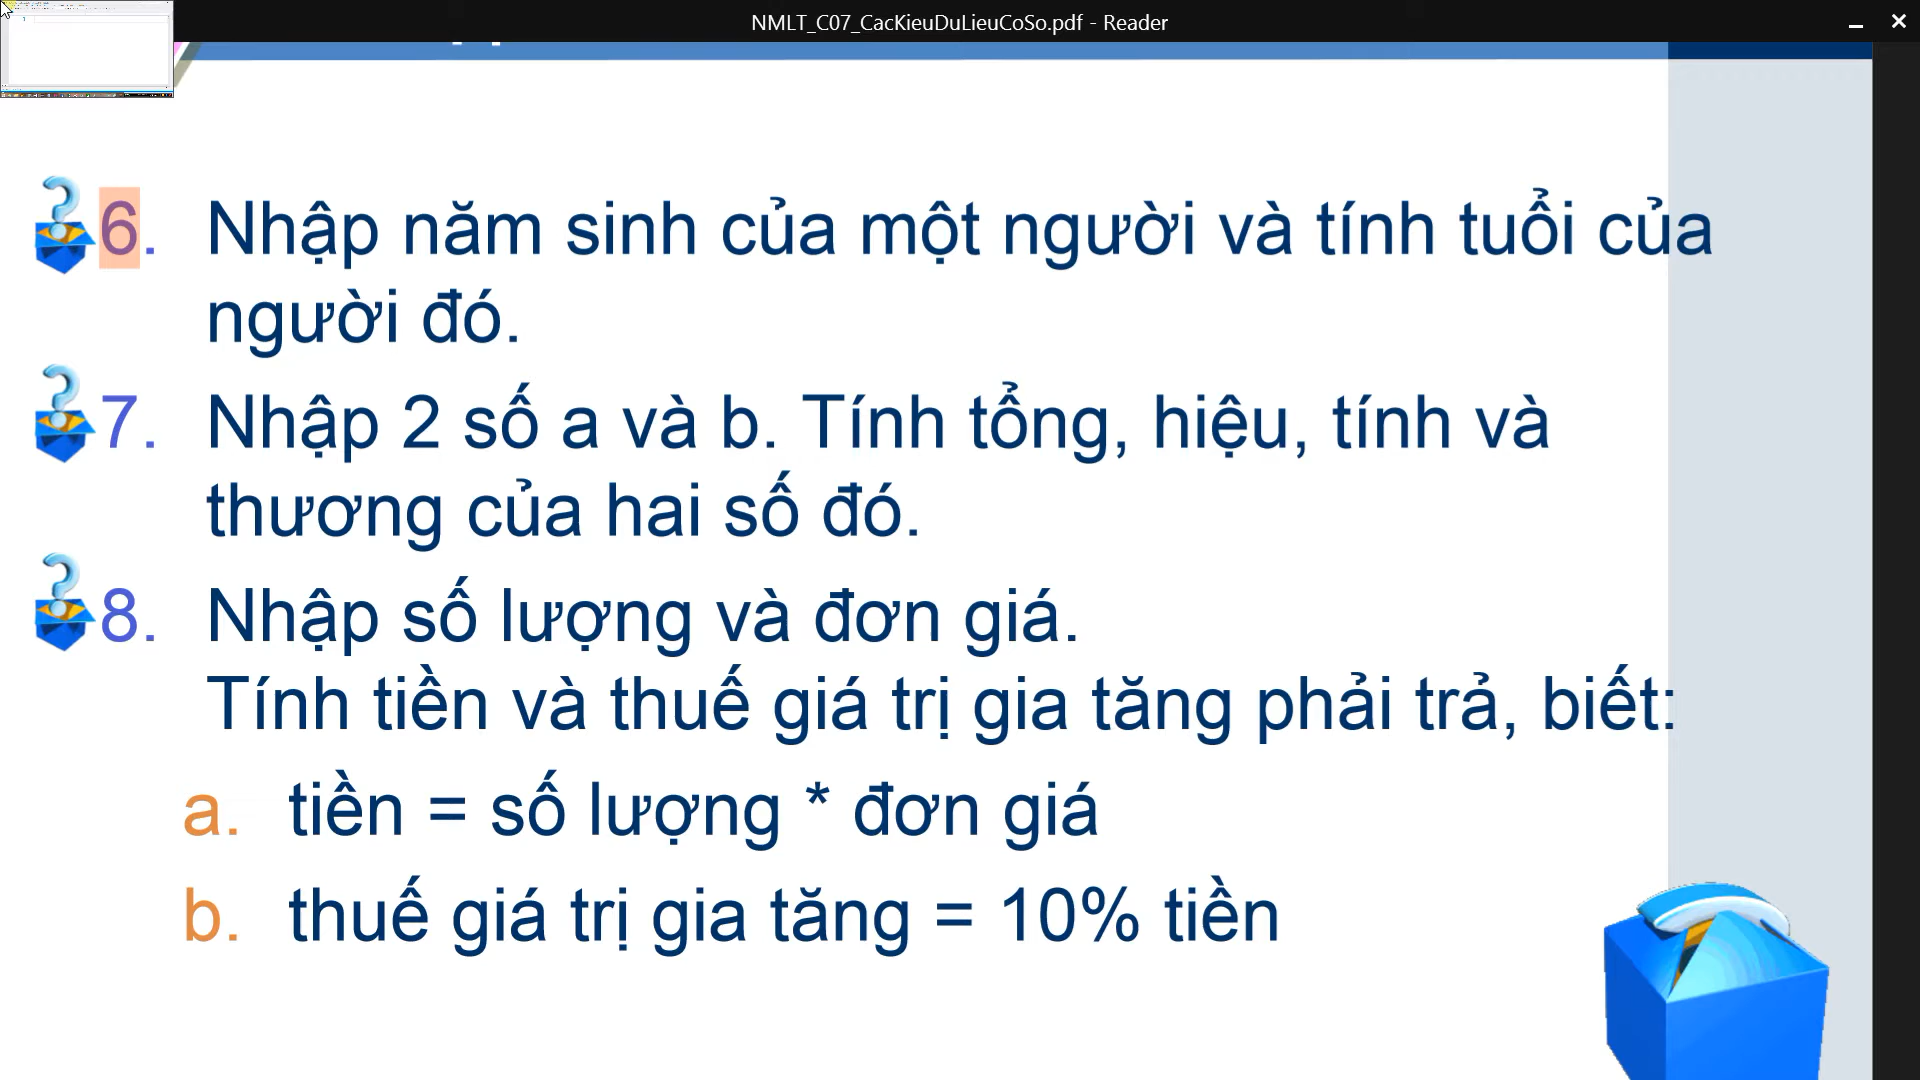 NMLT_C07_CacKieuDuLieuCoSo.pdf - Reader
6. Nhập năm sinh của một người và tính tuổi của
người đó.
7. Nhập 2 số a và b. Tính tổng, hiệu, tính và
thương của hai số đó.
8. Nhập số lượng và đơn giá.
Tính tiền và thuế giá trị gia tăng phải trả, biết:
a. tiền = số lượng * đơn giá
b. thuế giá trị gia tăng = 10% tiền